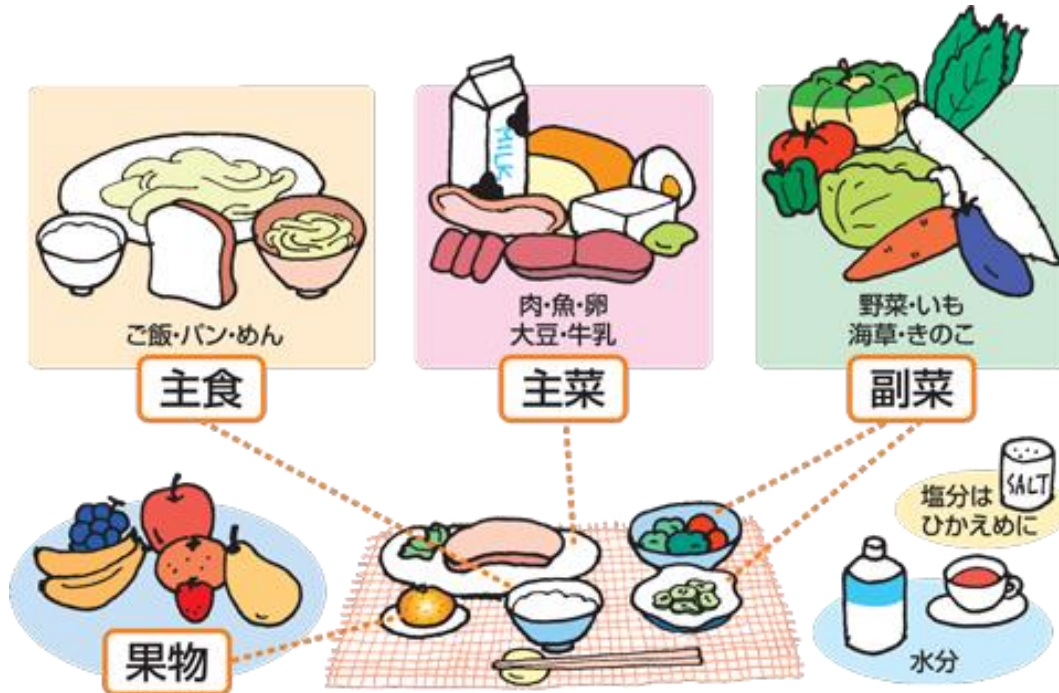 MILK
ご飯・パン・めん
主食
肉・魚・卵
大豆・牛乳
主菜
野菜・いも
海草・きのこ
副菜
果物
SALT
塩分は
ひかえめに
水分